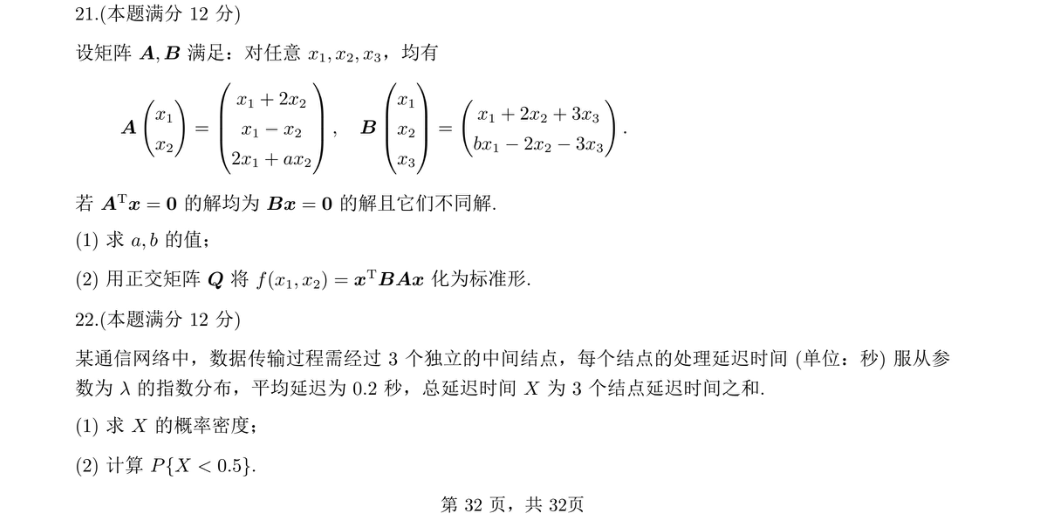 21.(本题满分 12 分)
设矩阵 A, B 满足：对任意 x₁, x₂, x₃，均有
A(x₁ x₂) = (x₁ + 2x₂ x₁ − x₂ 2x₁ + ax₂), B(x₁ x₂ x₃) = (x₁ + 2x₂ + 3x₃ bx₁ − 2x₂ − 3x₃).
若 Aᵀx = 0 的解均为 Bx = 0 的解且它们不同解.
(1) 求 a, b 的值；
(2) 用正交矩阵 Q 将 f(x₁, x₂) = xᵀBAx 化为标准形.
22.(本题满分 12 分)
某通信网络中，数据传输过程需经过 3 个独立的中间结点，每个结点的处理延迟时间 (单位：秒) 服从参
数为 λ 的指数分布，平均延迟为 0.2 秒，总延迟时间 X 为 3 个结点延迟时间之和.
(1) 求 X 的概率密度；
(2) 计算 P{X < 0.5}.
第 32 页，共 32页